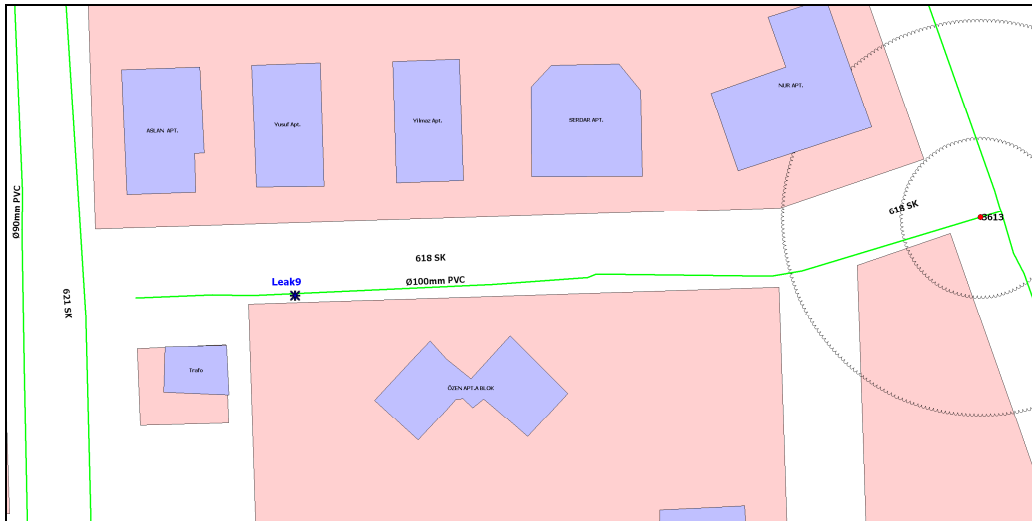 NUR APT.
ASLAN APT.
Yusuf Apt.
Yilmaz Apt.
SERDAR APT.
Ø90mm PVC
618 SK
3613
618 SK
Leak9
Ø100mm PVC
621 SK
Trafo
ÖZEN APT.A BLOK